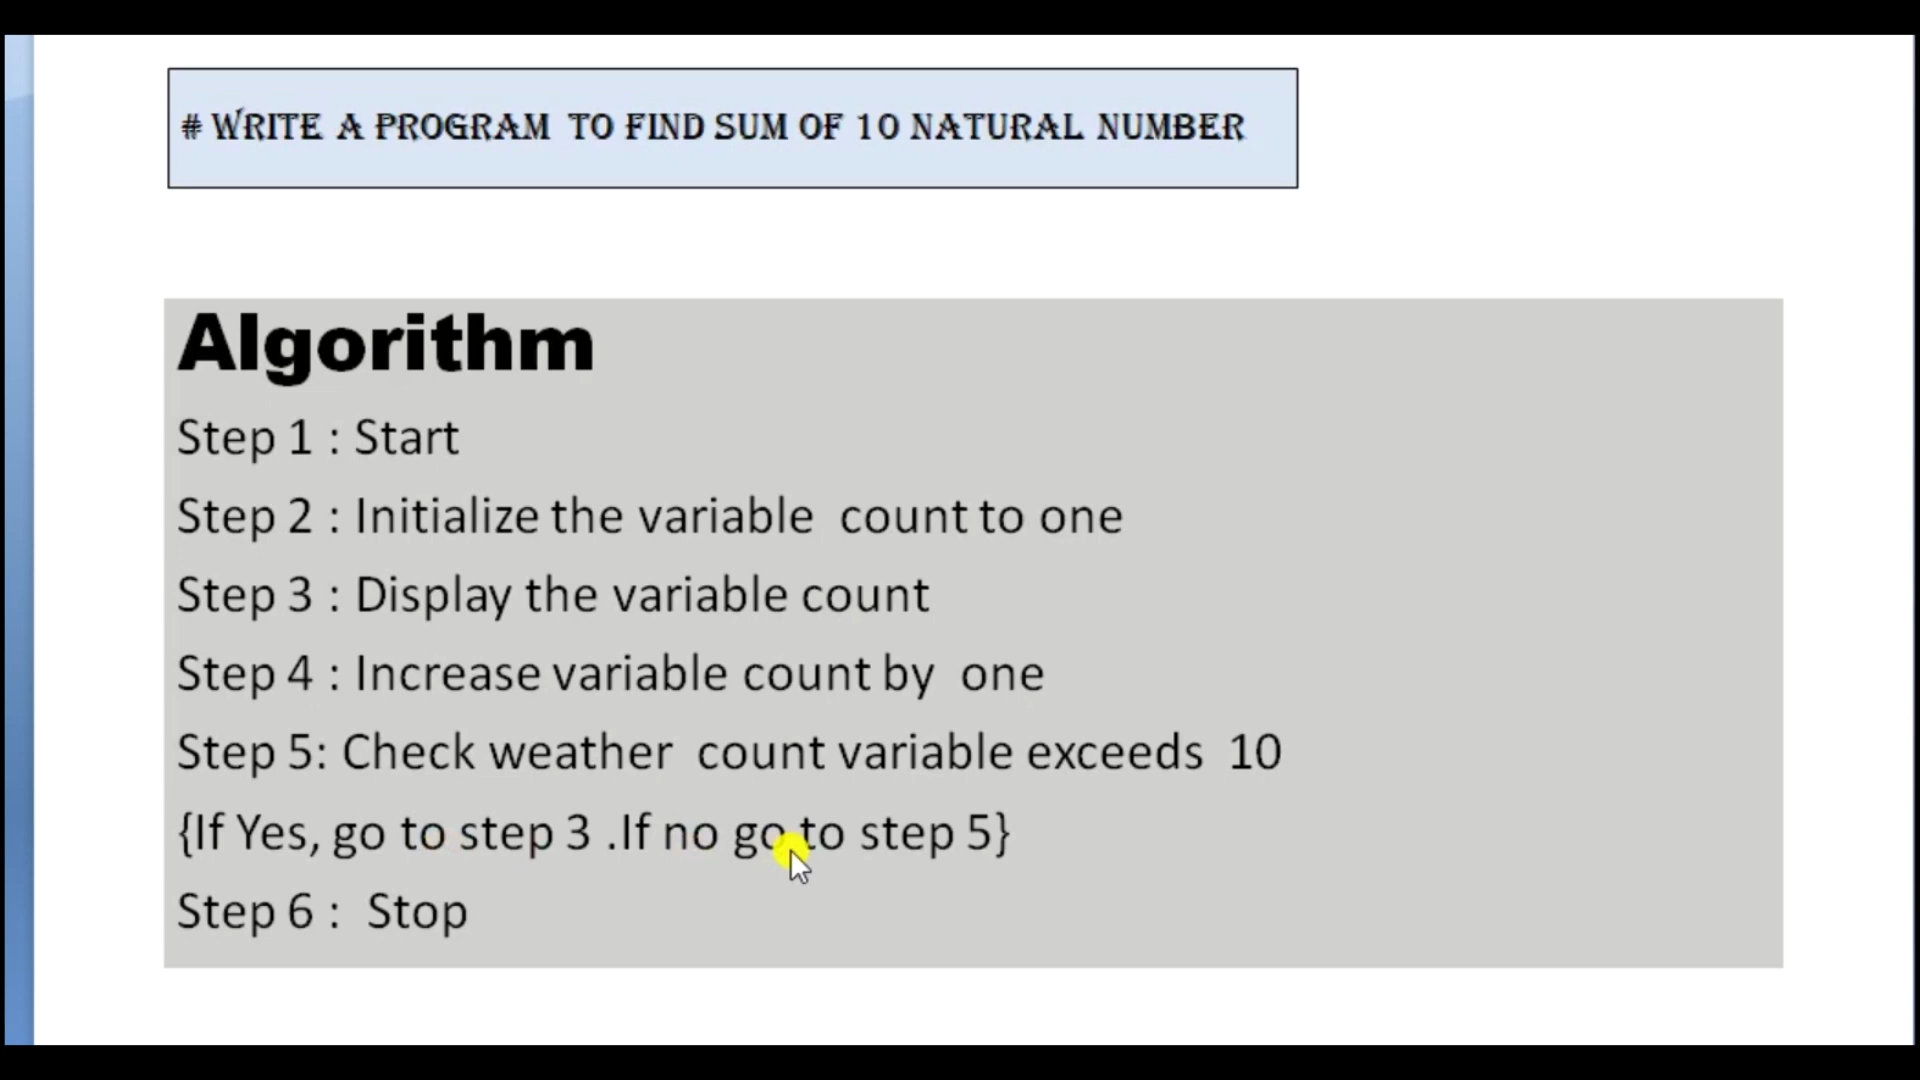 # WRITE A PROGRAM TO FIND SUM OF 10 NATURAL NUMBER
Algorithm
Step 1 : Start
Step 2 : Initialize the variable count to one
Step 3 : Display the variable count
Step 4 : Increase variable count by one
Step 5: Check weather count variable exceeds 10
{If Yes, go to step 3 .If no go to step 5}
Step 6 : Stop